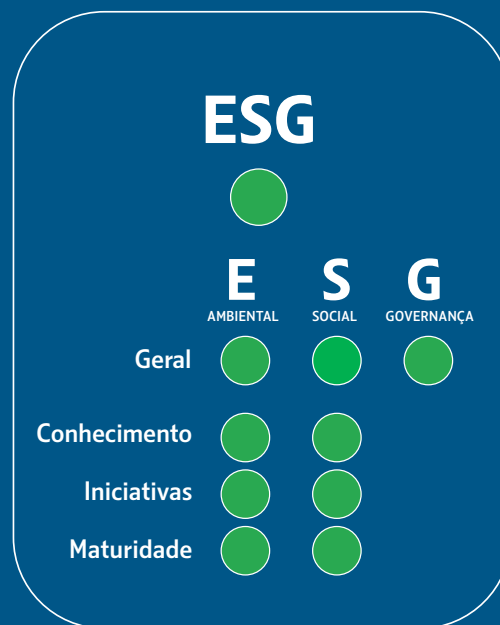 ESG
E S G
AMBIENTAL SOCIAL GOVERNANÇA
Geral
Conhecimento
Iniciativas
Maturidade